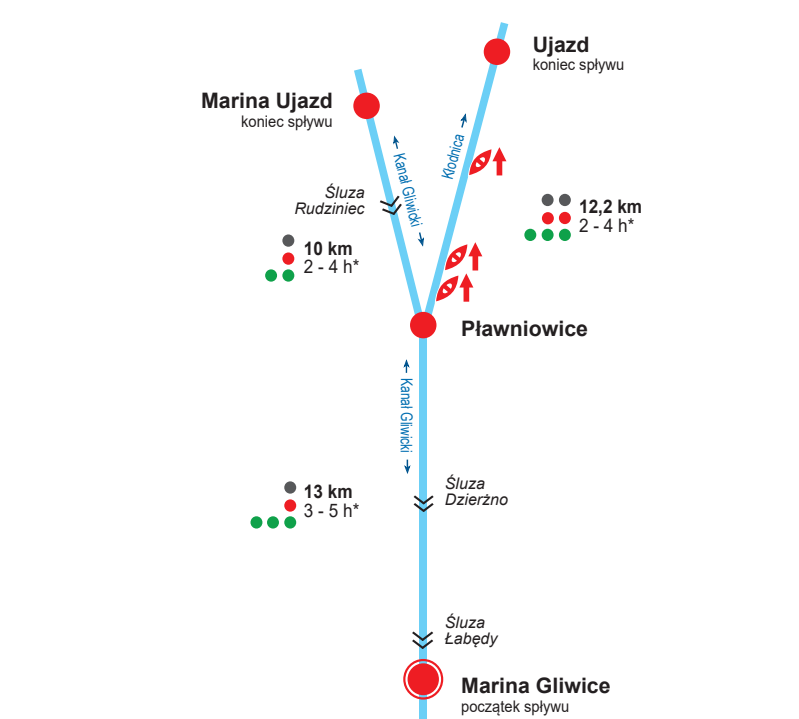 Ujazd
koniec spływu
Marina Ujazd
koniec spływu
Kłodnica
Kanał Gliwicki
Śluza
Rudziniec
12,2 km
2 - 4 h*
10 km
2 - 4 h*
Pławniowice
Kanał Gliwicki
Śluza
Dzierżno
13 km
3 - 5 h*
Śluza
Łabędy
Marina Gliwice
początek spływu